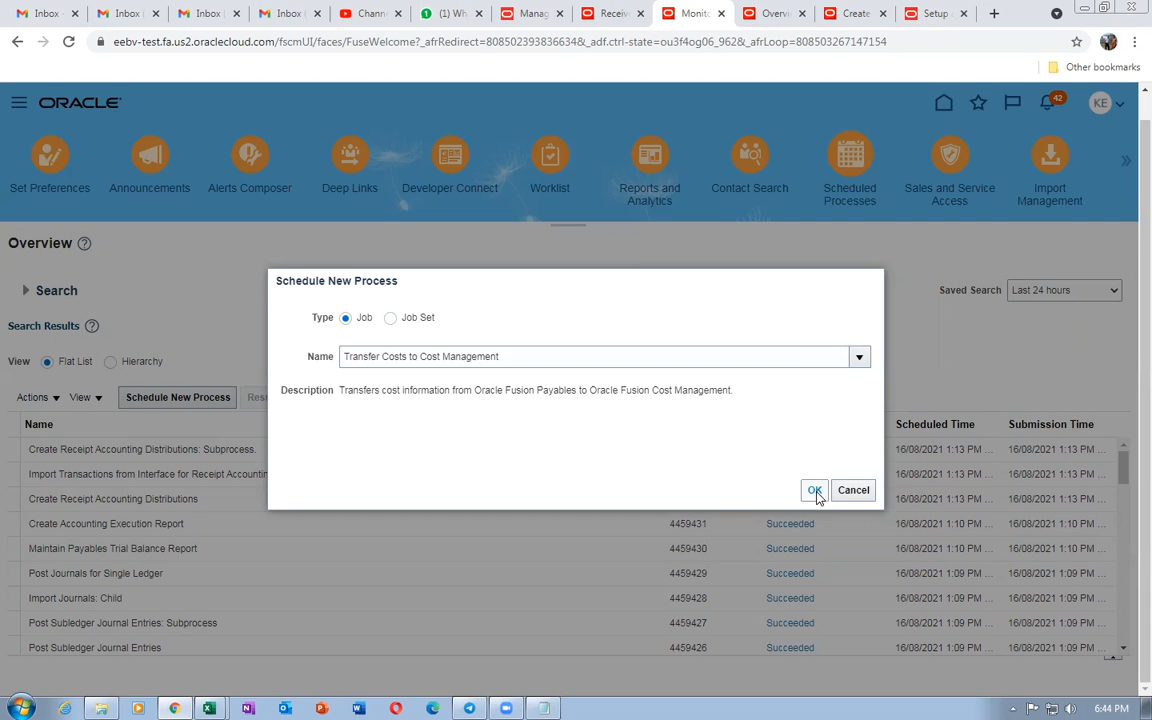 Inbox -
Inbox (
Inbox (
Inbox (
Chann
(1) Wh
Manag
Receiv
Monito
Overvi
Create
Setup
eebv-test.fa.us2.oraclecloud.com/fscmUI/faces/FuseWelcome?_afrRedirect=8085023938366348&_adf.ctrl-state=ou3f4og06_962&_afrLoop=808503267147154
Other bookmarks
ORACLE
42
KE
Set Preferences
Announcements
Alerts Composer
Deep Links
Developer Connect
Worklist
Reports and Analytics
Contact Search
Scheduled Processes
Sales and Service Access
Import Management
Overview
Search
Saved Search Last 24 hours
Search Results
View Flat List Hierarchy
Actions View Schedule New Process Res
Name Scheduled Time Submission Time
Create Receipt Accounting Distributions: Subprocess. 16/08/2021 1:13 PM ... 16/08/2021 1:13 PM ...
Import Transactions from Interface for Receipt Accountin 16/08/2021 1:13 PM ... 16/08/2021 1:13 PM ...
Create Receipt Accounting Distributions 16/08/2021 1:13 PM ... 16/08/2021 1:13 PM ...
Create Accounting Execution Report 4459431 Succeeded 16/08/2021 1:10 PM ... 16/08/2021 1:10 PM ...
Maintain Payables Trial Balance Report 4459430 Succeeded 16/08/2021 1:10 PM ... 16/08/2021 1:10 PM ...
Post Journals for Single Ledger 4459429 Succeeded 16/08/2021 1:09 PM ... 16/08/2021 1:09 PM ...
Import Journals: Child 4459428 Succeeded 16/08/2021 1:09 PM ... 16/08/2021 1:09 PM ...
Post Subledger Journal Entries: Subprocess 4459427 Succeeded 16/08/2021 1:09 PM ... 16/08/2021 1:09 PM ...
Post Subledger Journal Entries 4459426 Succeeded 16/08/2021 1:09 PM ... 16/08/2021 1:09 PM ...
Schedule New Process
Type Job Job Set
Name Transfer Costs to Cost Management
Description Transfers cost information from Oracle Fusion Payables to Oracle Fusion Cost Management.
OK Cancel
6:44 PM